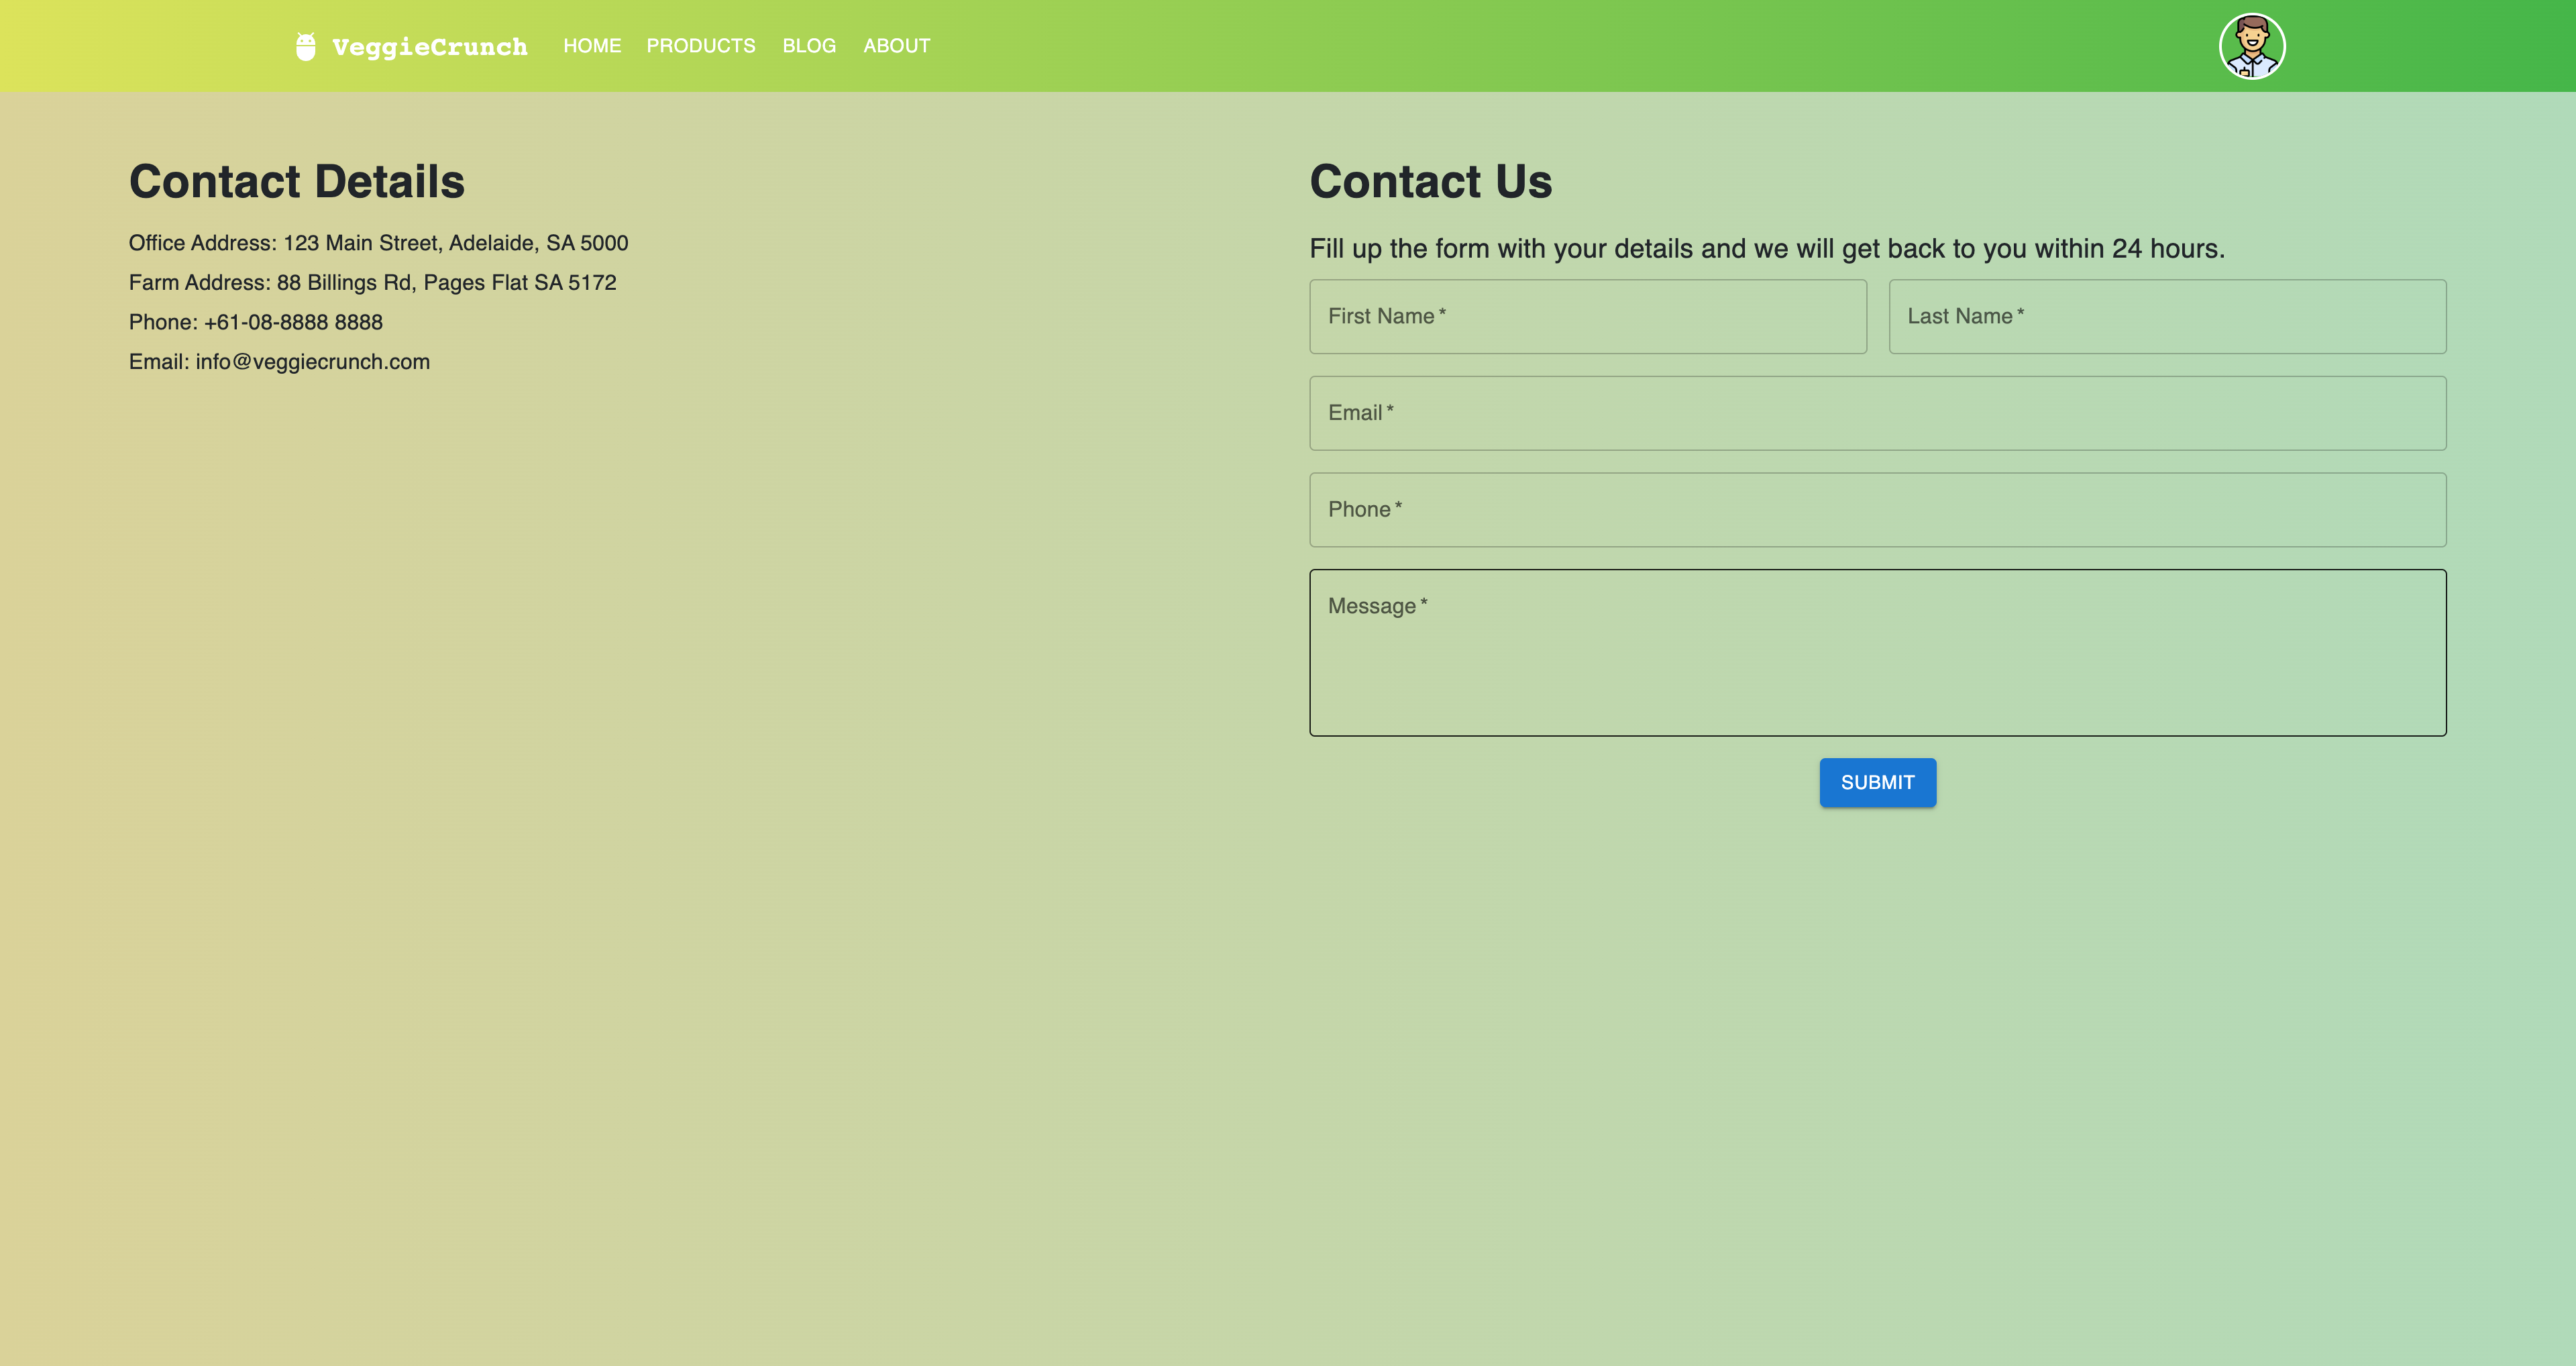 VeggieCrunch HOME PRODUCTS BLOG ABOUT
Contact Details
Office Address: 123 Main Street, Adelaide, SA 5000
Farm Address: 88 Billings Rd, Pages Flat SA 5172
Phone: +61-08-8888 8888
Email: info@veggiecrunch.com
Contact Us
Fill up the form with your details and we will get back to you within 24 hours.
First Name * Last Name *
Email *
Phone *
Message *
SUBMIT